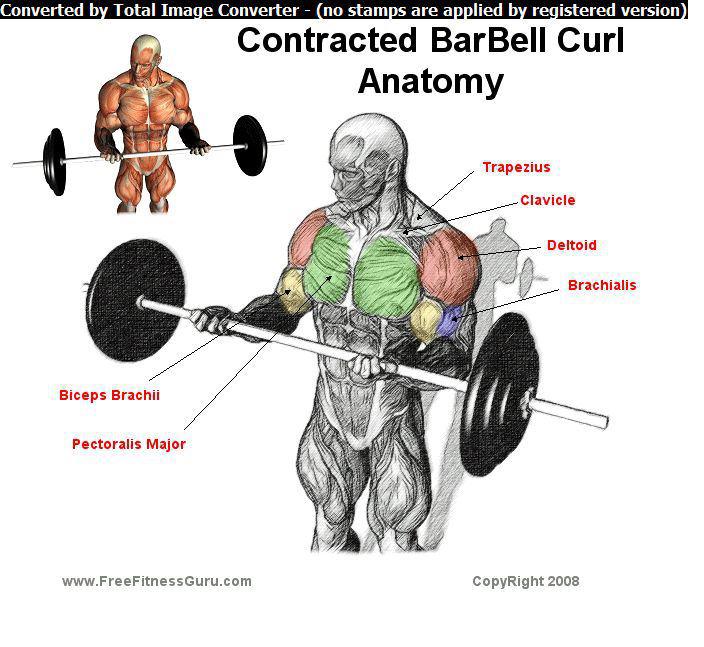 Converted by Total Image Converter - (no stamps are applied by registered version)
Contracted BarBell Curl
Anatomy
Trapezius
Clavicle
Deltoid
Brachialis
Biceps Brachii
Pectoralis Major
www.FreeFitnessGuru.com
CopyRight 2008